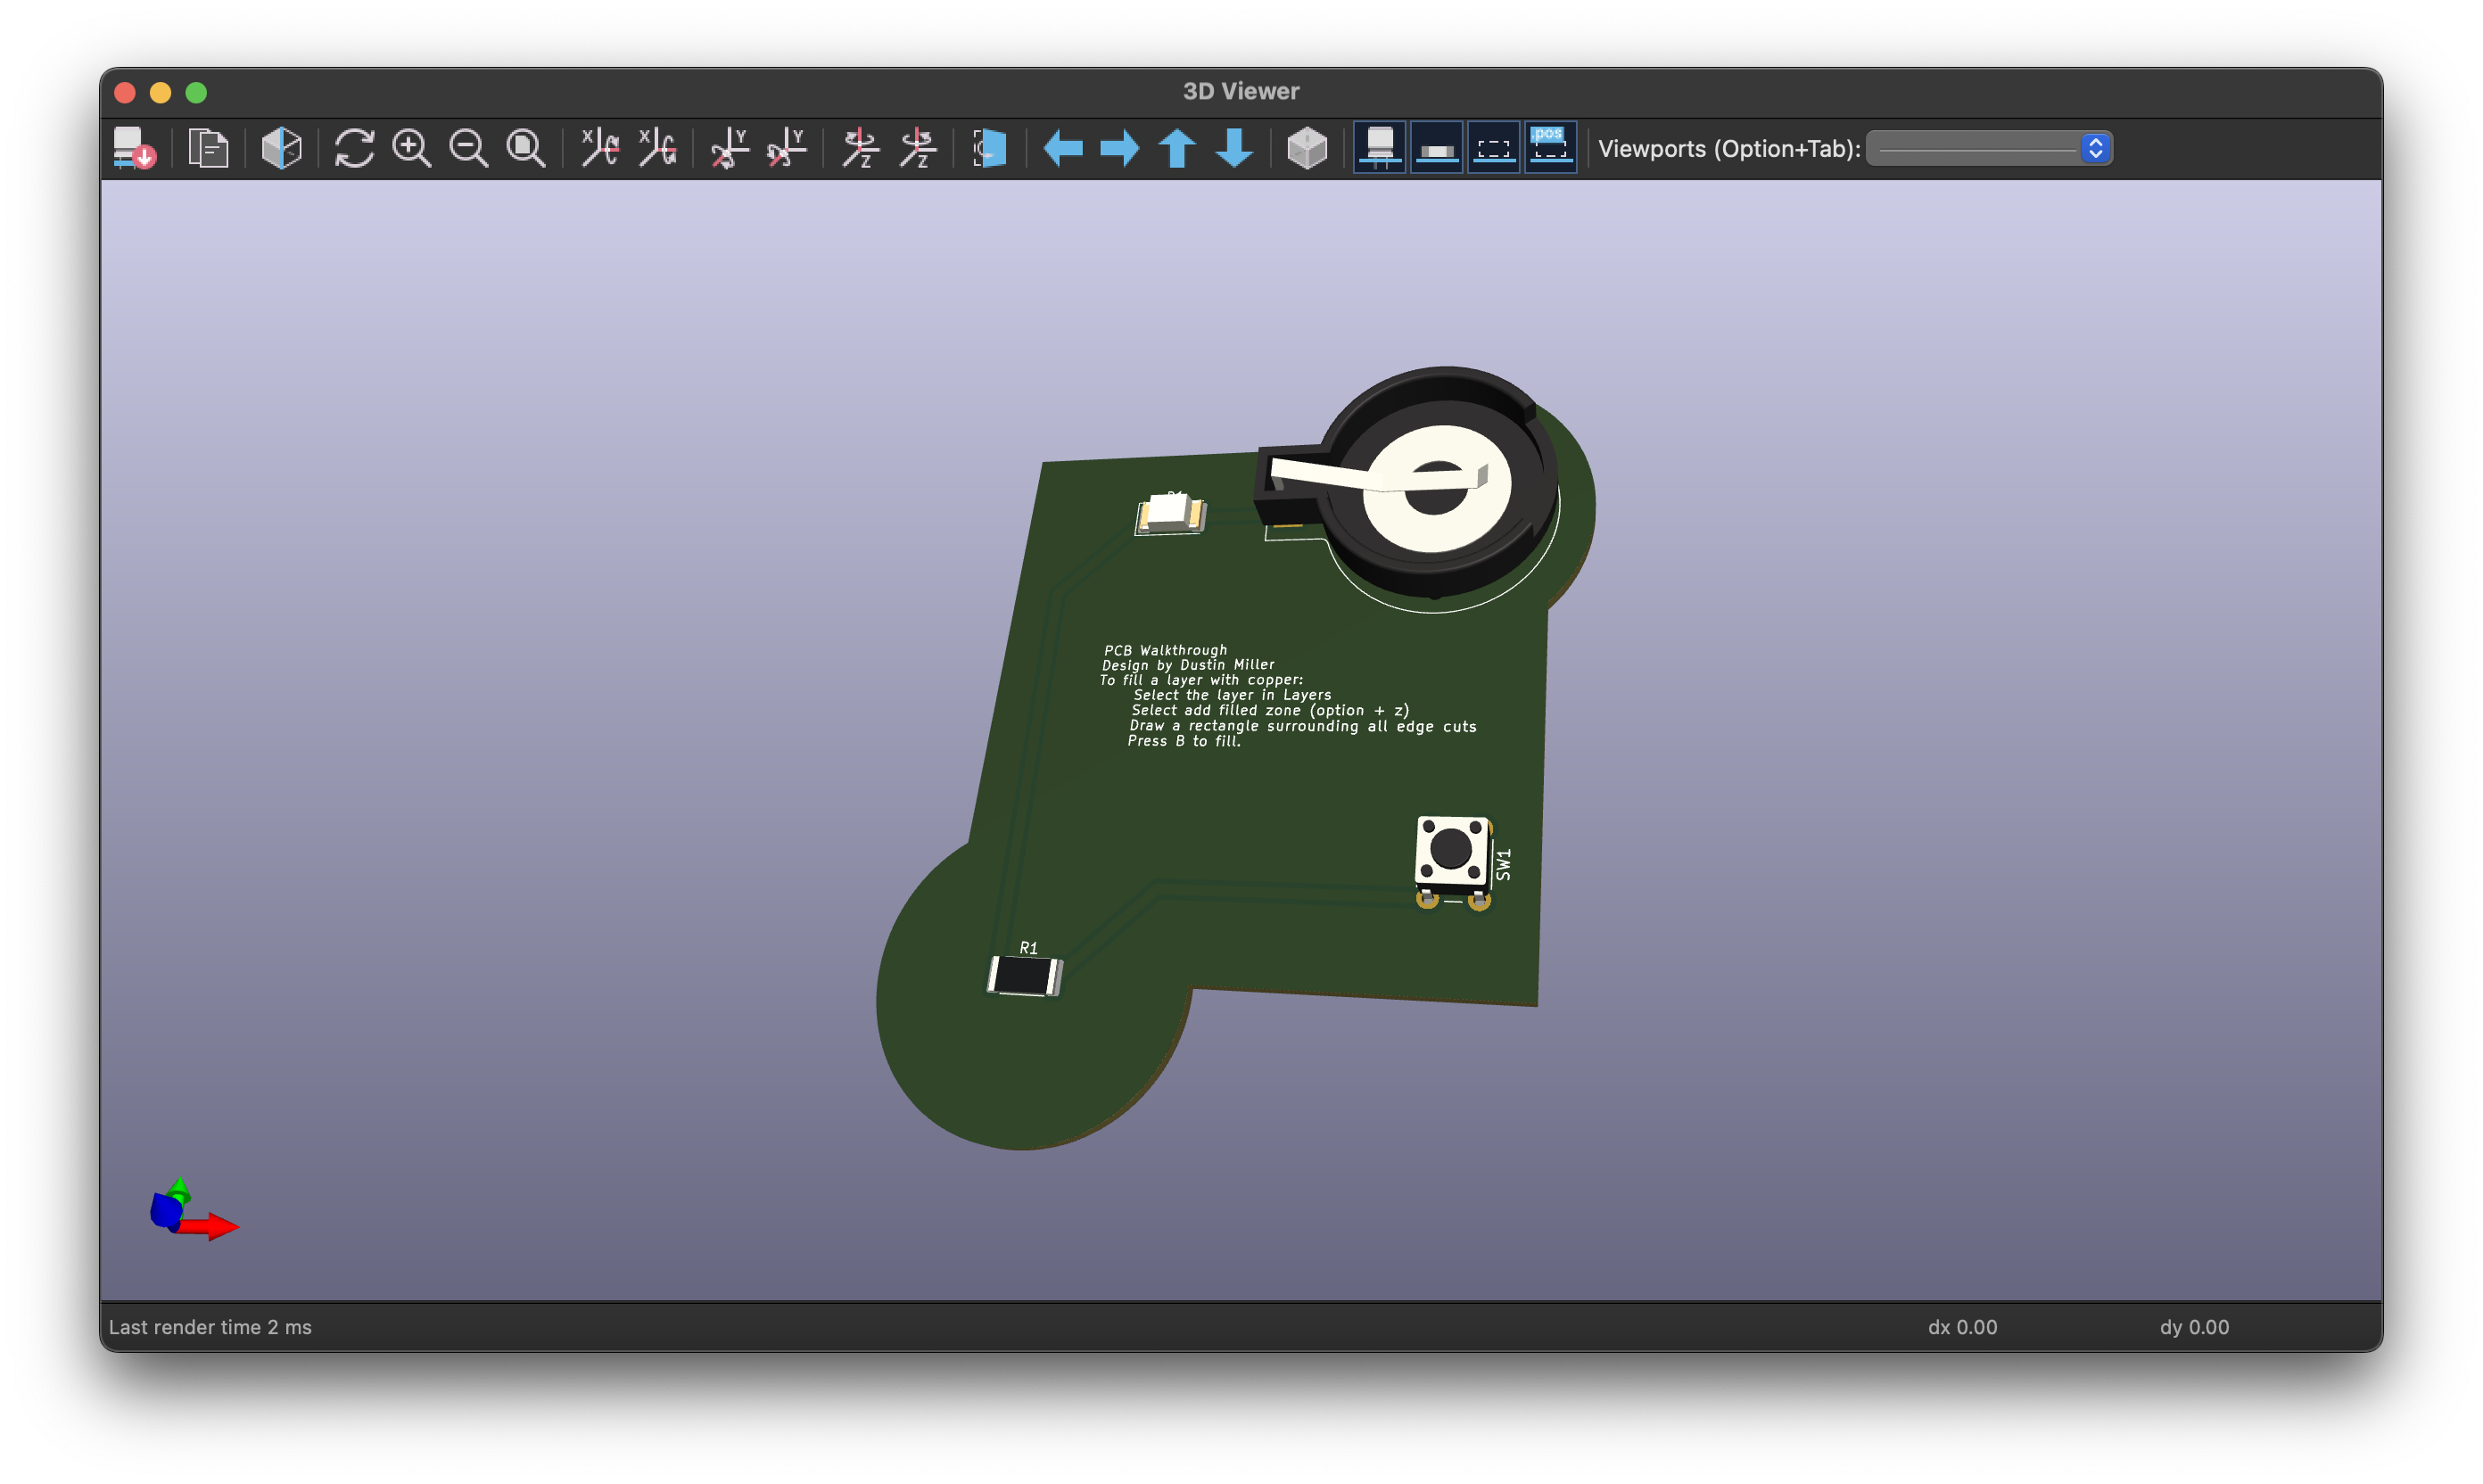 3D Viewer
X X Y Y Z Z
pos
Viewports (Option+Tab):
PCB Walkthrough
Design by Dustin Miller
To fill a layer with copper:
Select the layer in Layers
Select add filled zone (option + z)
Draw a rectangle surrounding all edge cuts
Press B to fill.
SW1
R1
Last render time 2 ms
dx 0.00
dy 0.00